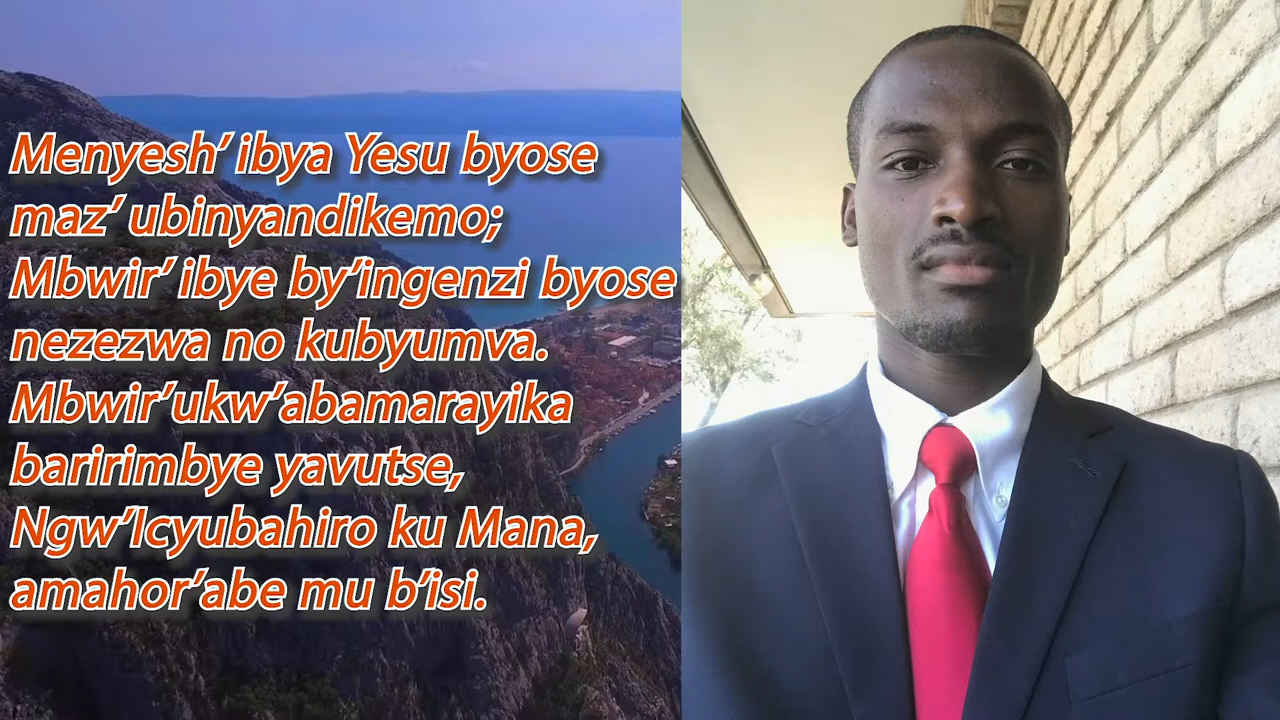 Menyesh’ ibya Yesu byose
maz’ ubinyandikemo;
Mbwir’ ibye by’ingenzi byose
nezezwa no kubyumva.
Mbwir’ukw’abamarayika
baririmbye yavutse,
Ngw’Icyubahiro ku Mana,
amahor’abe mu b’isi.